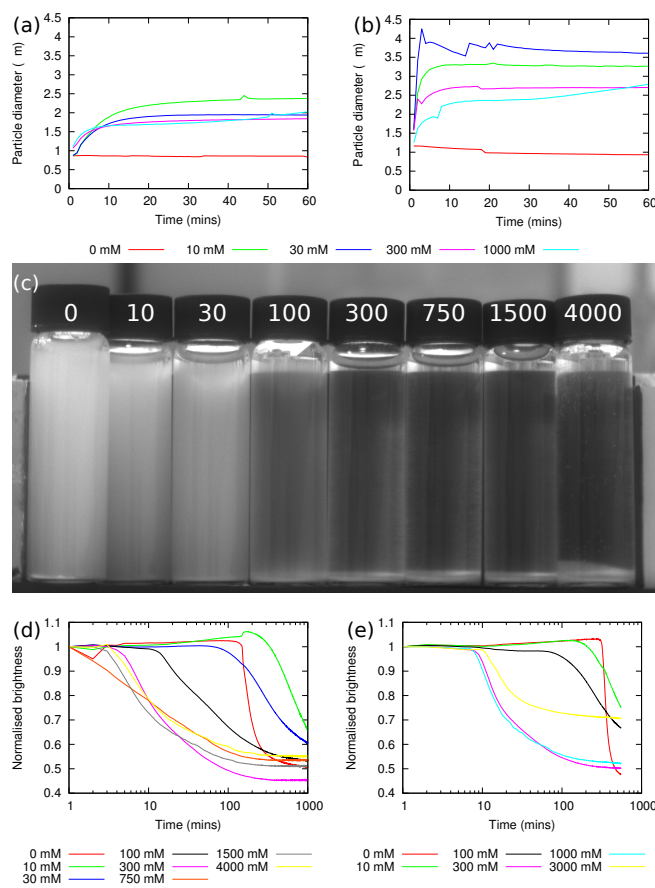 (a)
4.5
4
3.5
3
2.5
2
1.5
1
0.5
0
Particle diameter ( m)
0 10 20 30 40 50 60
Time (mins)
(b)
4.5
4
3.5
3
2.5
2
1.5
1
0.5
0
Particle diameter ( m)
0 10 20 30 40 50 60
Time (mins)
0 mM 10 mM 30 mM 300 mM 1000 mM
(c)
0 10 30 100 300 750 1500 4000
(d)
1.1
1
0.9
0.8
0.7
0.6
0.5
0.4
Normalised brightness
1 10 100 1000
Time (mins)
0 mM 100 mM 1500 mM
10 mM 300 mM 4000 mM
30 mM 750 mM
(e)
1.1
1
0.9
0.8
0.7
0.6
0.5
0.4
Normalised brightness
1 10 100 1000
Time (mins)
0 mM 100 mM 1000 mM
10 mM 300 mM 3000 mM